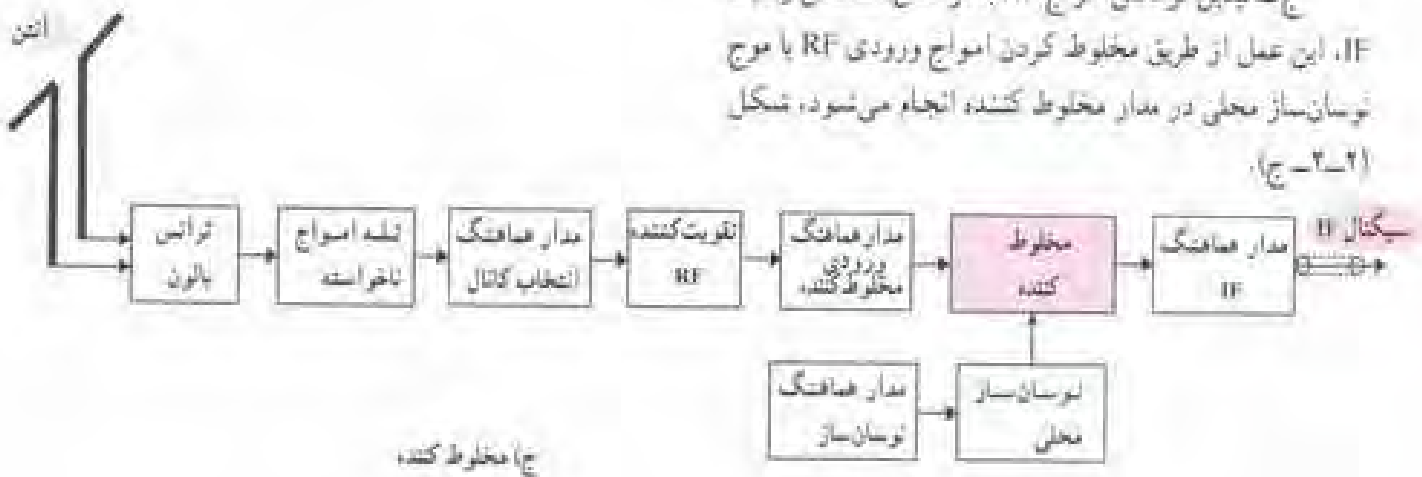 IF. این عمل از طریق مخلوط کردن امواج ورودی RF با موج
نوسان‌ساز محلی در مدار مخلوط کننده انجام می‌شود، شکل
(۲ــ۲ــ ج).
آنتن
ترانس
بالون
تله امواج
ناخواسته
مدار هماهنگ
انتخاب کانال
تقویت‌کننده
RF
مدار هماهنگ
ورودی
مخلوط‌کننده
مخلوط
کننده
مدار هماهنگ
IF
سیگنال IF
مدار هماهنگ
نوسان‌ساز
نوسان‌ساز
محلی
ج) مخلوط کننده